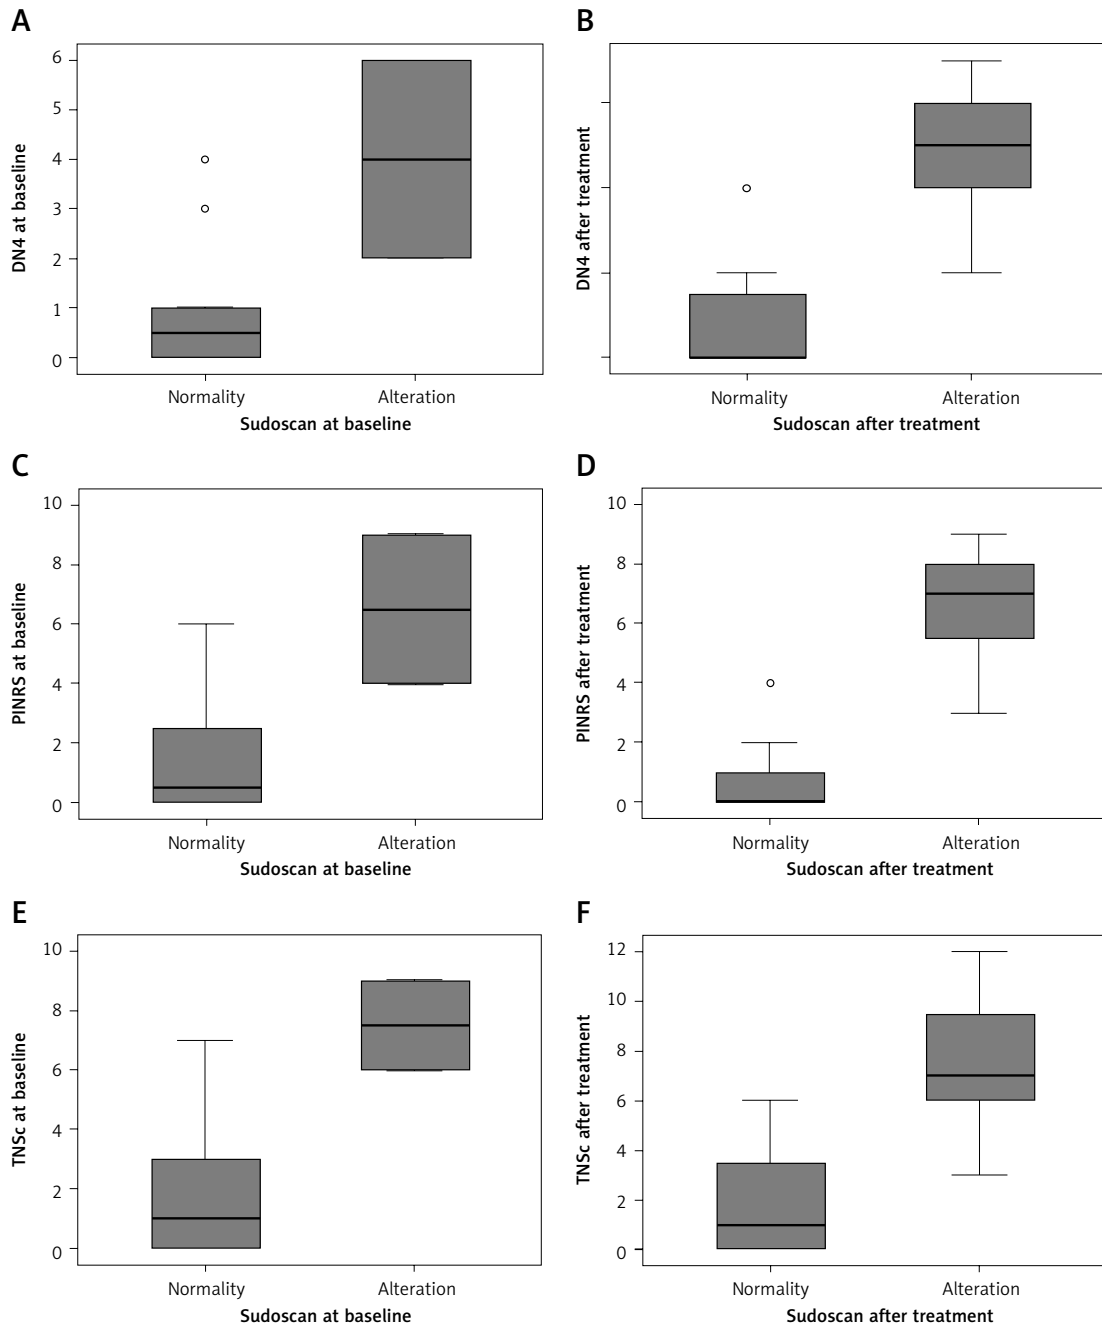 A
DN4 at baseline
6
5
4
3
2
1
0
Normality Alteration
Sudoscan at baseline
B
DN4 after treatment
Normality Alteration
Sudoscan after treatment
C
PINRS at baseline
10
8
6
4
2
0
Normality Alteration
Sudoscan at baseline
D
PINRS after treatment
10
8
6
4
2
0
Normality Alteration
Sudoscan after treatment
E
TNSc at baseline
10
8
6
4
2
0
Normality Alteration
Sudoscan at baseline
F
TNSc after treatment
12
10
8
6
4
2
0
Normality Alteration
Sudoscan after treatment